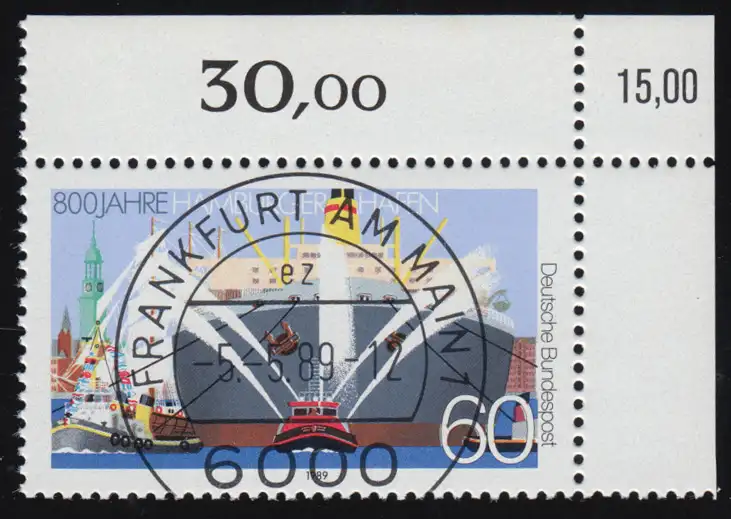 30,00
15,00
800 JAHRE HAMBURGER HAFEN
FRANKFURT AM MAIN 1
ez
-5.-5.89-12
6000
60
Deutsche Bundespost
1989